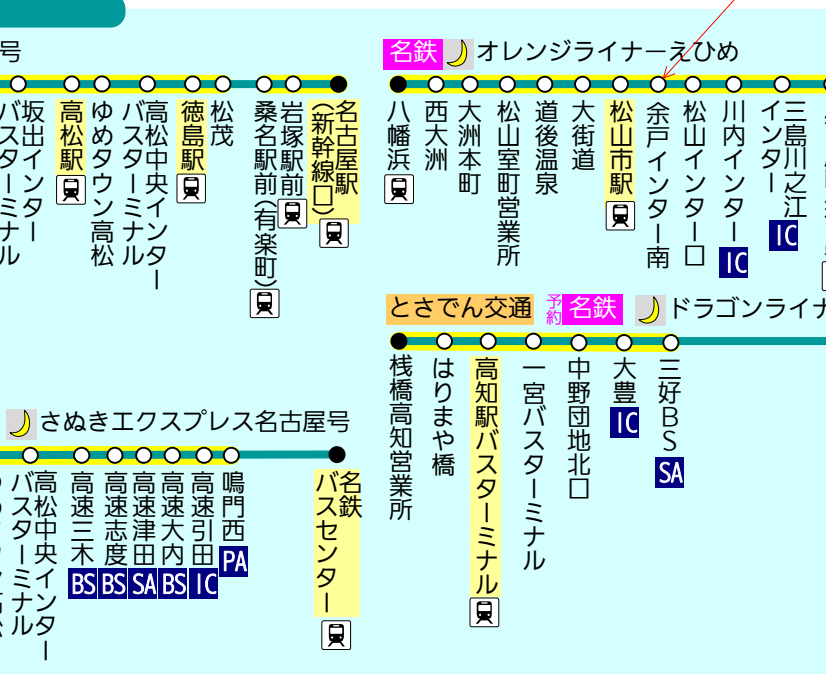 号
坂出インター
バスターミナル
高松駅
ゆめタウン高松
高松中央インター
バスターミナル
徳島駅
松茂
桑名駅前(有楽町)
岩塚駅前
名古屋駅
(新幹線口)
名鉄 オレンジライナーえひめ
八幡浜
西大洲
大洲本町
松山室町営業所
道後温泉
大街道
松山市駅
余戸インター南
松山インター口
川内インター IC
三島川之江
インター IC
とさでん交通 予約 名鉄 ドラゴンライナ
桟橋高知営業所
はりまや橋
高知駅バスターミナル
一宮バスターミナル
中野団地北口
大豊 IC
三好BS SA
さぬきエクスプレス名古屋号
高松中央インター
バスターミナル
高速三木 BS
高速志度 BS
高速津田 SA
高速大内 BS
高速引田 IC
鳴門西 PA
名鉄
バスセンター